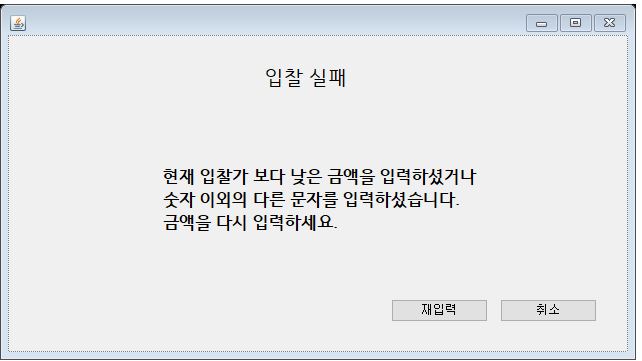 입찰 실패
현재 입찰가 보다 낮은 금액을 입력하셨거나
숫자 이외의 다른 문자를 입력하셨습니다.
금액을 다시 입력하세요.
재입력 취소